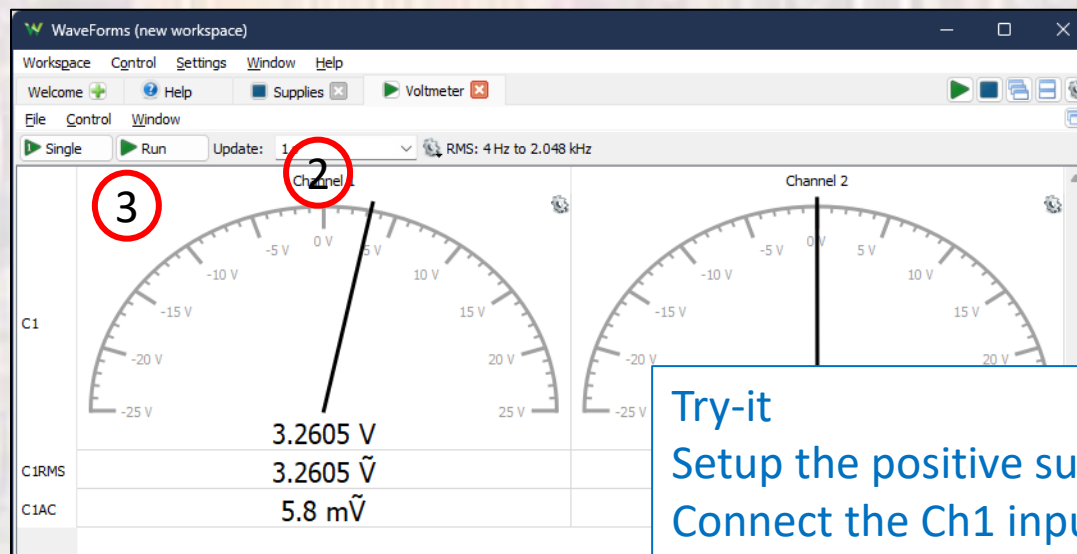 WaveForms (new workspace)
Workspace Control Settings Window Help
Welcome Help Supplies Voltmeter
File Control Window
Single Run Update: 1 RMS: 4 Hz to 2.048 kHz
2
3
Channel 1 Channel 2
C1
-25 V -20 V -15 V -10 V -5 V 0 V 5 V 10 V 15 V 20 V 25 V
-25 V -20 V -15 V -10 V -5 V 0 V 5 V 10 V 15 V 20 V
3.2605 V
C1RMS 3.2605 Ṽ
C1AC 5.8 mṼ
Try-it
Setup the positive su
Connect the Ch1 inpu